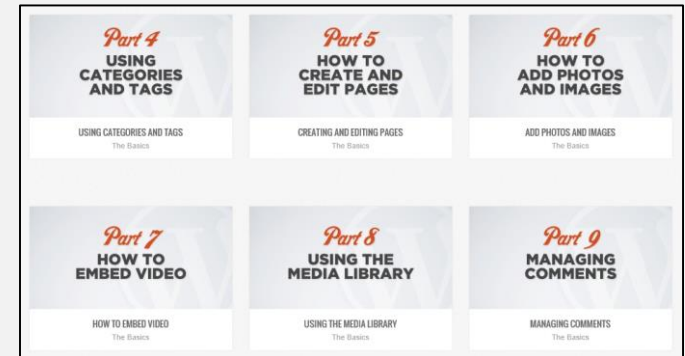 Part 4
USING
CATEGORIES
AND TAGS
USING CATEGORIES AND TAGS
The Basics
Part 5
HOW TO
CREATE AND
EDIT PAGES
CREATING AND EDITING PAGES
The Basics
Part 6
HOW TO
ADD PHOTOS
AND IMAGES
ADD PHOTOS AND IMAGES
The Basics
Part 7
HOW TO
EMBED VIDEO
HOW TO EMBED VIDEO
The Basics
Part 8
USING THE
MEDIA LIBRARY
USING THE MEDIA LIBRARY
The Basics
Part 9
MANAGING
COMMENTS
MANAGING COMMENTS
The Basics